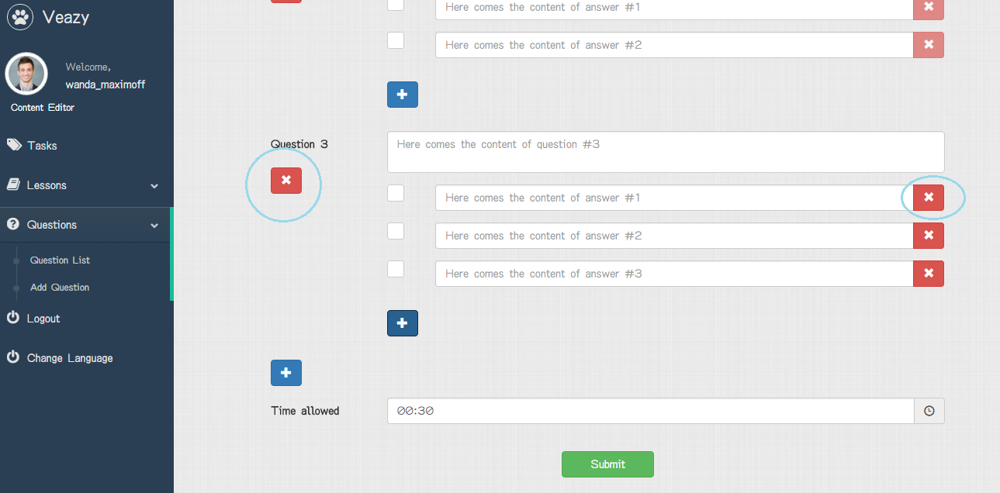 Veazy
Welcome,
wanda_maximoff
Content Editor
Tasks
Lessons
Questions
Question List
Add Question
Logout
Change Language
Here comes the content of answer #1
Here comes the content of answer #2
Question 3
Here comes the content of question #3
Here comes the content of answer #1
Here comes the content of answer #2
Here comes the content of answer #3
Time allowed
00:30
Submit